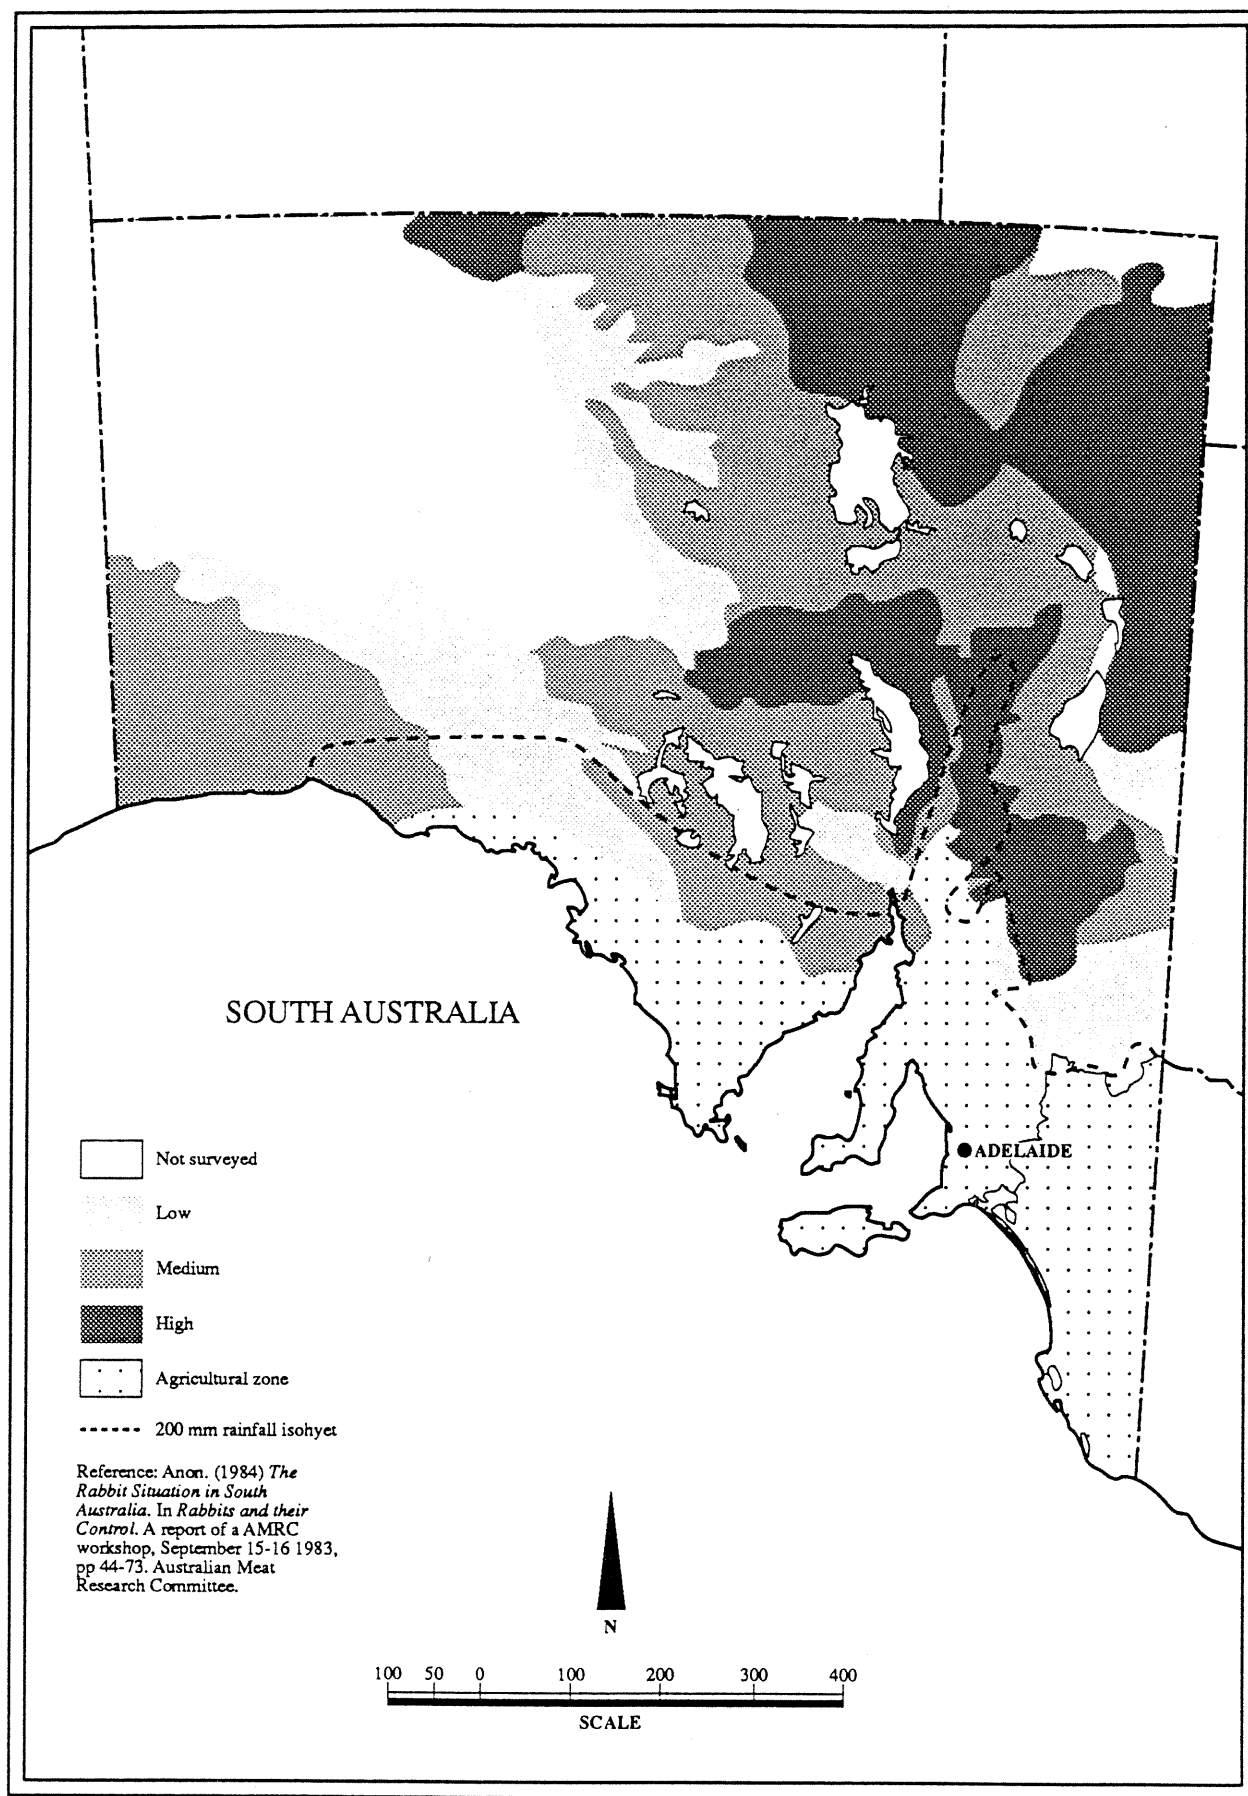 SOUTH AUSTRALIA
ADELAIDE
Not surveyed
Low
Medium
High
Agricultural zone
200 mm rainfall isohyet
Reference: Anon. (1984) The
Rabbit Situation in South
Australia. In Rabbits and their
Control. A report of a AMRC
workshop, September 15-16 1983,
pp 44-73. Australian Meat
Research Committee.
N
100 50 0 100 200 300 400
SCALE